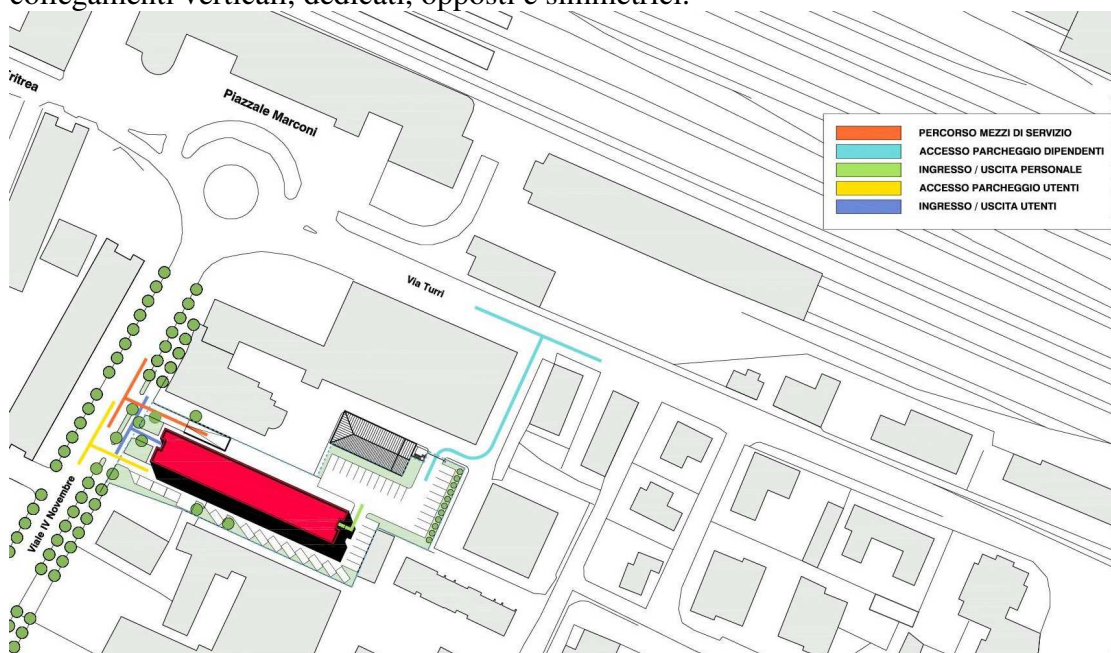 collegamenti verticali, dedicati, opposti e simmetrici.
Eritrea
Piazzale Marconi
PERCORSO MEZZI DI SERVIZIO
ACCESSO PARCHEGGIO DIPENDENTI
INGRESSO / USCITA PERSONALE
ACCESSO PARCHEGGIO UTENTI
INGRESSO / USCITA UTENTI
Via Turri
Viale IV Novembre